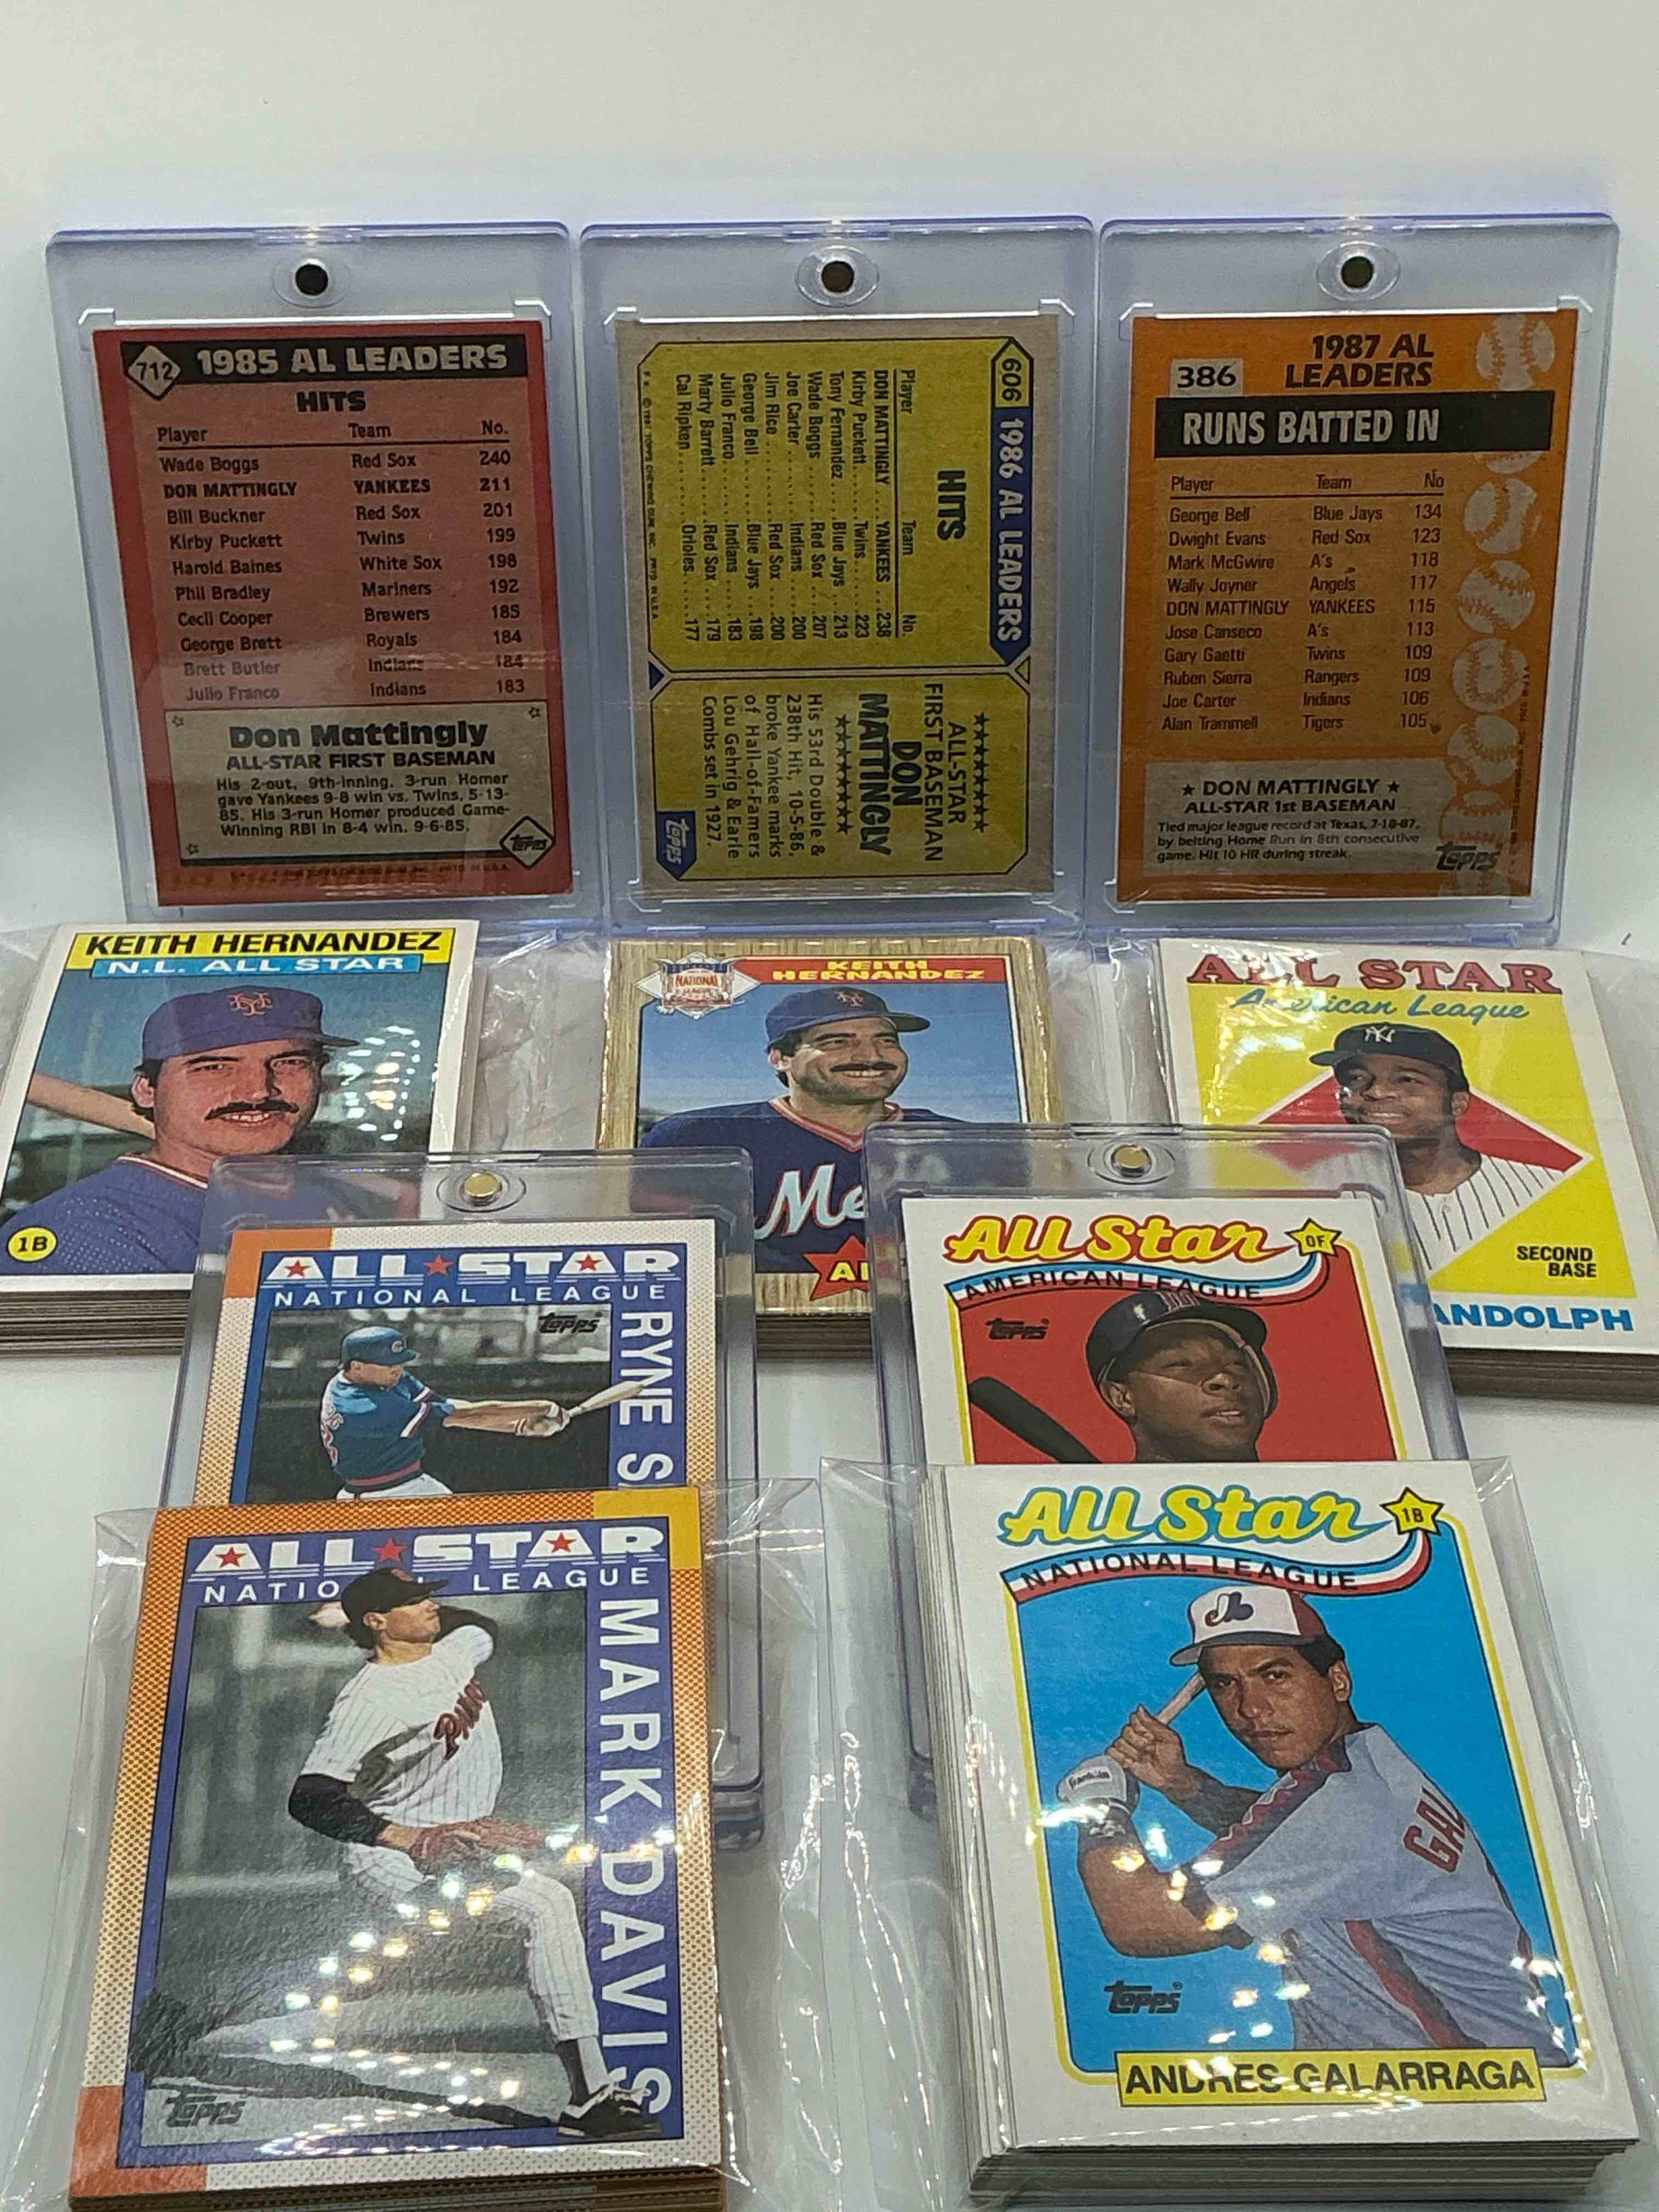 712 1985 AL LEADERS
HITS
Player Team No.
Wade Boggs Red Sox 240
DON MATTINGLY YANKEES 211
Bill Buckner Red Sox 201
Kirby Puckett Twins 199
Harold Baines White Sox 198
Phil Bradley Mariners 192
Cecil Cooper Brewers 185
George Brett Royals 184
Brett Butler Indians 184
Julio Franco Indians 183
Don Mattingly
ALL-STAR FIRST BASEMAN
His 2-out, 9th-inning, 3-run Homer
gave Yankees 9-8 win vs. Twins, 5-13-
85. His 3-run Homer produced Game-
Winning RBI in 8-4 win, 9-6-85.
Topps
606 1986 AL LEADERS
HITS
Player Team No.
DON MATTINGLY.....YANKEES....238
Kirby Puckett.....Twins.....223
Tony Fernandez....Blue Jays....213
Wade Boggs....Red Sox....207
Joe Carter....Indians....200
Jim Rice....Red Sox....200
George Bell....Blue Jays....198
Julio Franco....Indians....183
Marty Barrett....Red Sox....179
Cal Ripken....Orioles....177
ALL-STAR
FIRST BASEMAN
DON
MATTINGLY
His 53rd Double &
238th Hit, 10-5-86,
broke Yankee marks
of Hall-of-Famers
Lou Gehrig & Earle
Combs set in 1927.
Topps
1987 AL
386 LEADERS
RUNS BATTED IN
Player Team No
George Bell Blue Jays 134
Dwight Evans Red Sox 123
Mark McGwire A's 118
Wally Joyner Angels 117
DON MATTINGLY YANKEES 115
Jose Canseco A's 113
Gary Gaetti Twins 109
Ruben Sierra Rangers 109
Joe Carter Indians 106
Alan Trammell Tigers 105
★ DON MATTINGLY ★
ALL-STAR 1st BASEMAN
Tied major league record at Texas, 7-18-87,
by belting Home Run in 8th consecutive
game. Hit 10 HR during streak.
Topps
KEITH HERNANDEZ
N.L. ALL STAR
1B
NATIONAL
KEITH
HERNANDEZ
Me
Al
ALL STAR
American League
NY
SECOND
BASE
ANDOLPH
ALL★STAR
NATIONAL LEAGUE
Topps
RYNE S
All Star OF
AMERICAN LEAGUE
Topps
ALL★STAR
NATIO L LEAGUE
MARK DAVIS
Topps
All Star 1B
NATIONAL LEAGUE
Franklin
GAL
Topps
ANDRES GALARRAGA